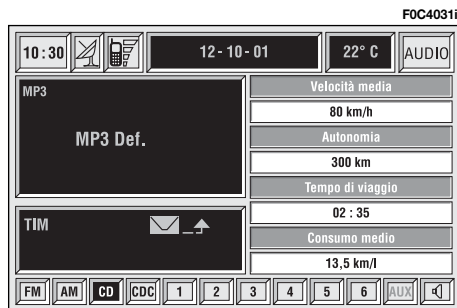 F0C4031i
10:30 12-10-01 22° C AUDIO
MP3
MP3 Def.
TIM
Velocità media
80 km/h
Autonomia
300 km
Tempo di viaggio
02 : 35
Consumo medio
13,5 km/l
FM AM CD CDC 1 2 3 4 5 6 AUX